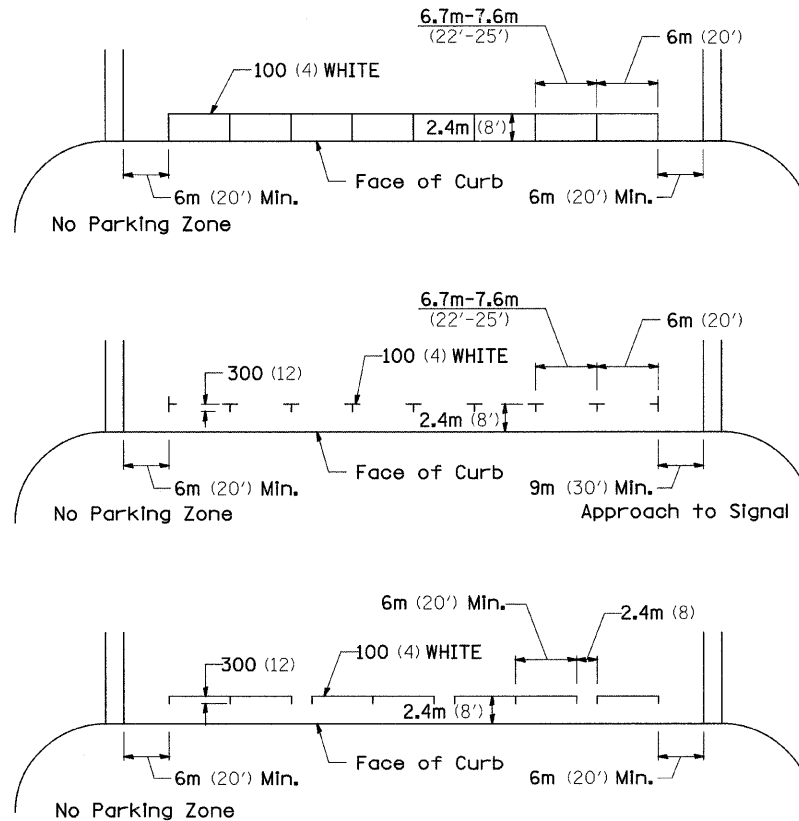 6.7m-7.6m
(22'-25')
6m (20')
100 (4) WHITE
2.4m (8')
Face of Curb
6m (20') Min.
6m (20') Min.
No Parking Zone
6.7m-7.6m
(22'-25')
6m (20')
100 (4) WHITE
300 (12)
2.4m (8')
Face of Curb
6m (20') Min.
9m (30') Min.
No Parking Zone
Approach to Signal
6m (20') Min.
2.4m (8)
100 (4) WHITE
300 (12)
2.4m (8')
Face of Curb
6m (20') Min.
6m (20') Min.
No Parking Zone